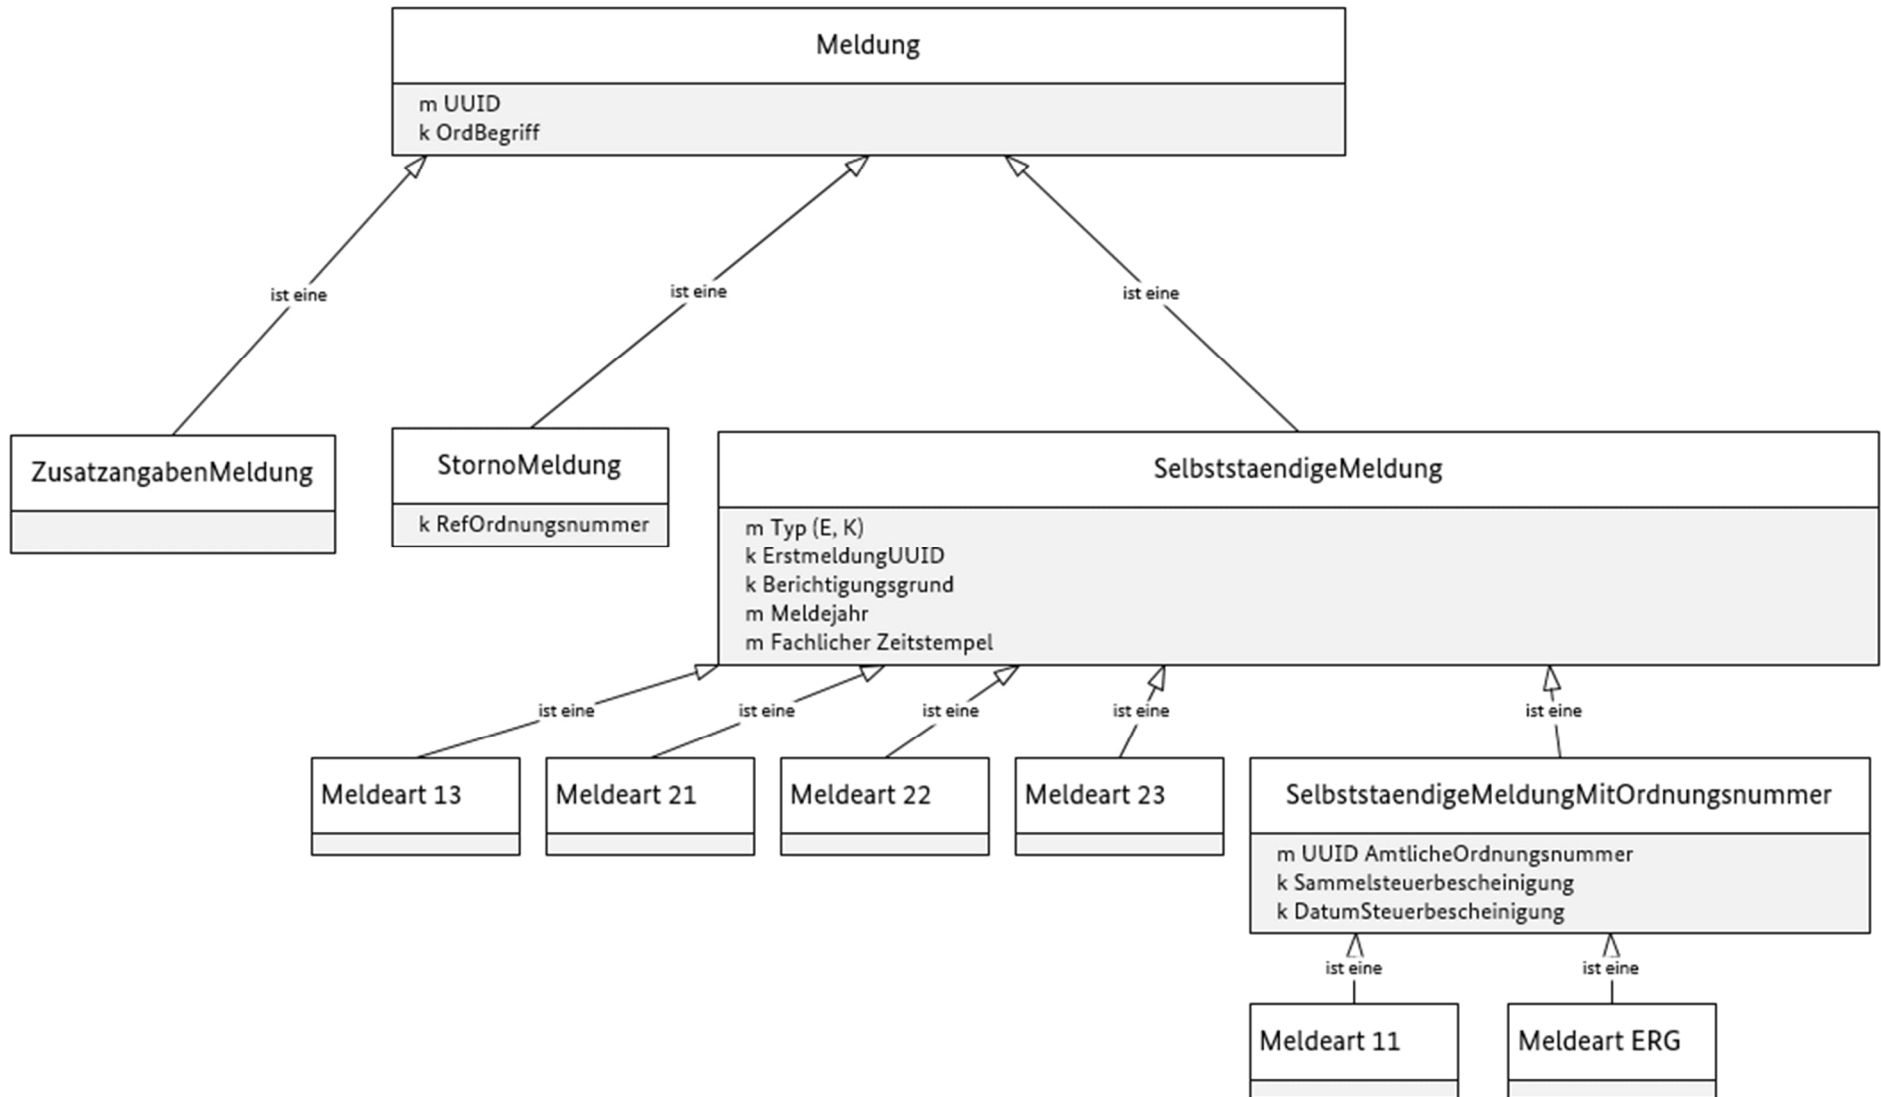 Meldung
m UUID
k OrdBegriff
ist eine
ist eine
ist eine
ZusatzangabenMeldung
StornoMeldung
k RefOrdnungsnummer
SelbststaendigeMeldung
m Typ (E, K)
k ErstmeldungUUID
k Berichtigungsgrund
m Meldejahr
m Fachlicher Zeitstempel
ist eine
ist eine
ist eine
ist eine
ist eine
Meldeart 13
Meldeart 21
Meldeart 22
Meldeart 23
SelbststaendigeMeldungMitOrdnungsnummer
m UUID AmtlicheOrdnungsnummer
k Sammelsteuerbescheinigung
k DatumSteuerbescheinigung
ist eine
ist eine
Meldeart 11
Meldeart ERG